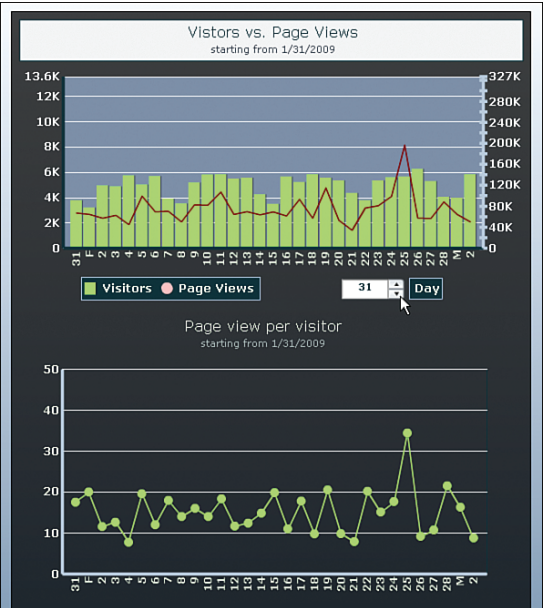 Vistors vs. Page Views
starting from 1/31/2009
13.6K
12K
10K
8K
6K
4K
2K
0
327K
280K
240K
200K
160K
120K
80K
40K
0
31 F 2 3 4 5 6 7 8 9 10 11 12 13 14 15 16 17 18 19 20 21 22 23 24 25 26 27 28 M 2
Visitors Page Views
31 Day
Page view per visitor
starting from 1/31/2009
50
40
30
20
10
0
31 F 2 3 4 5 6 7 8 9 10 11 12 13 14 15 16 17 18 19 20 21 22 23 24 25 26 27 28 M 2